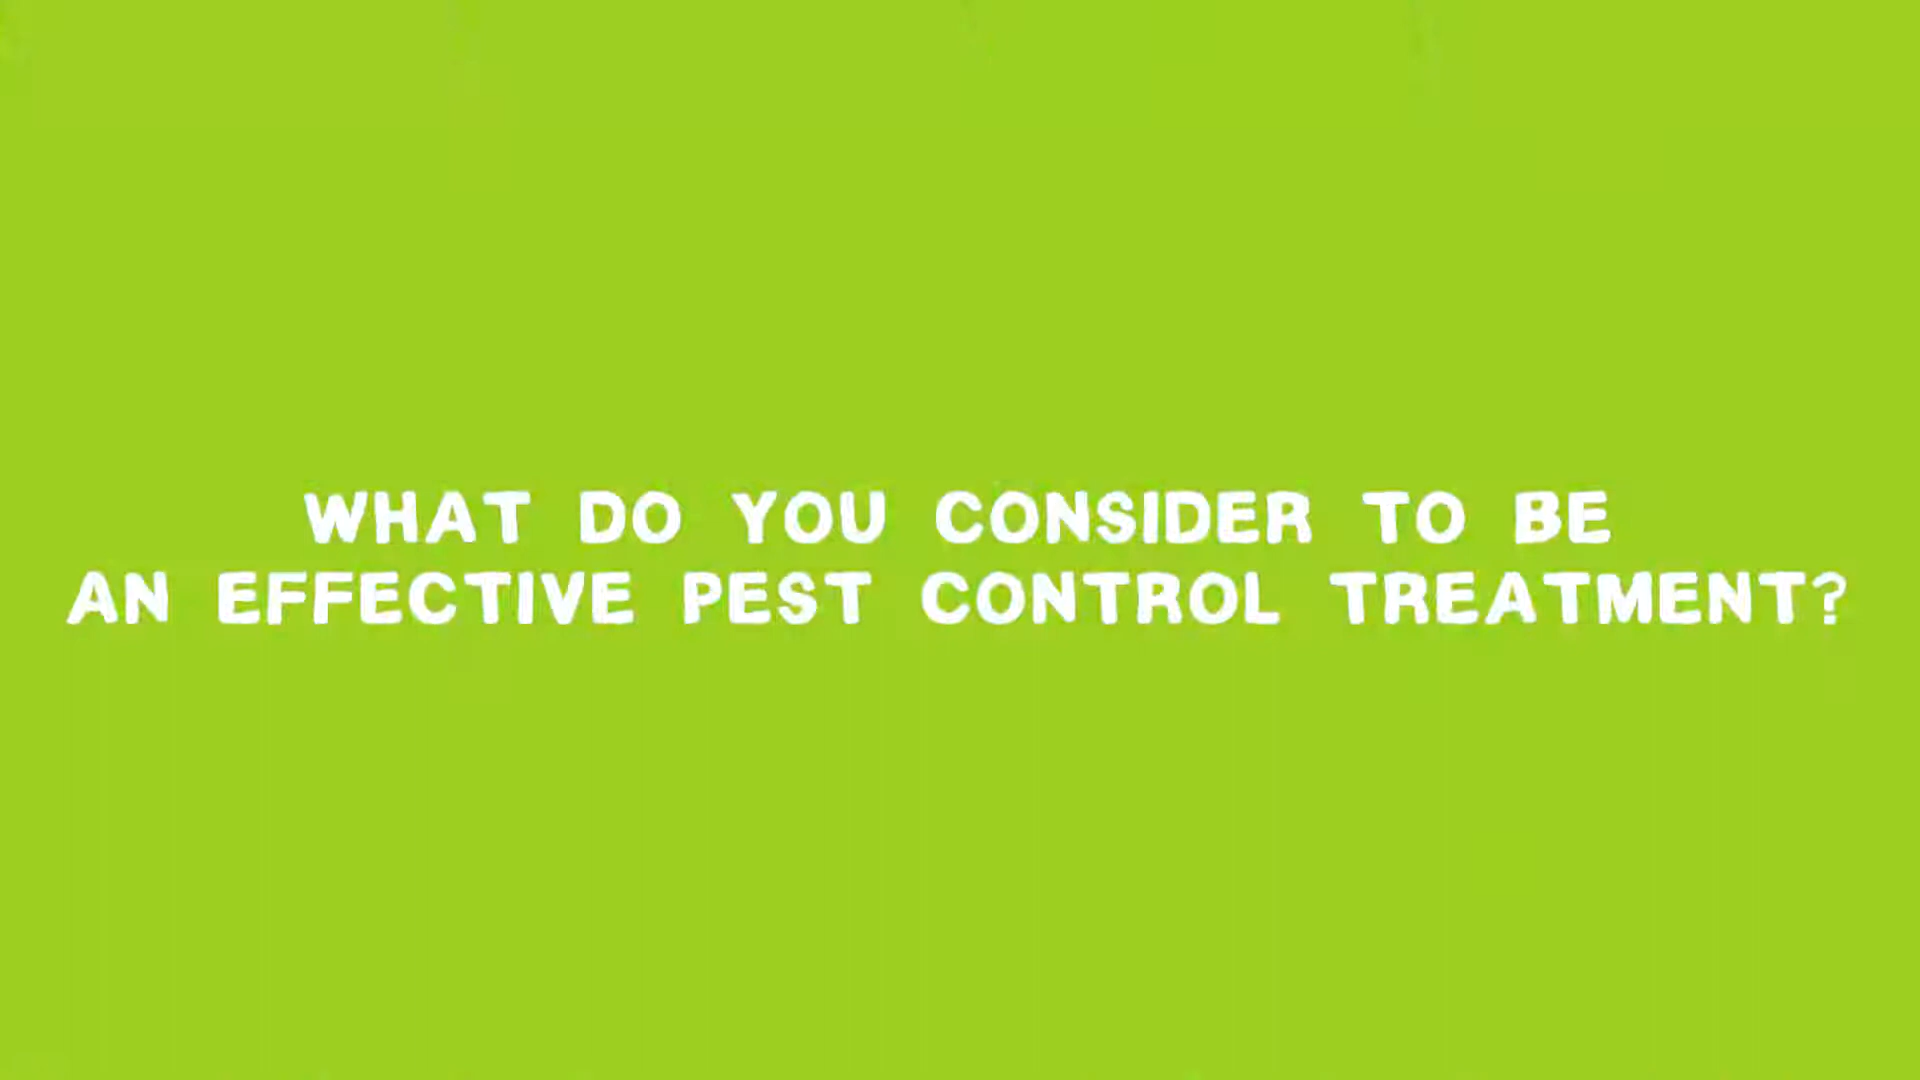 WHAT DO YOU CONSIDER TO BE
AN EFFECTIVE PEST CONTROL TREATMENT?